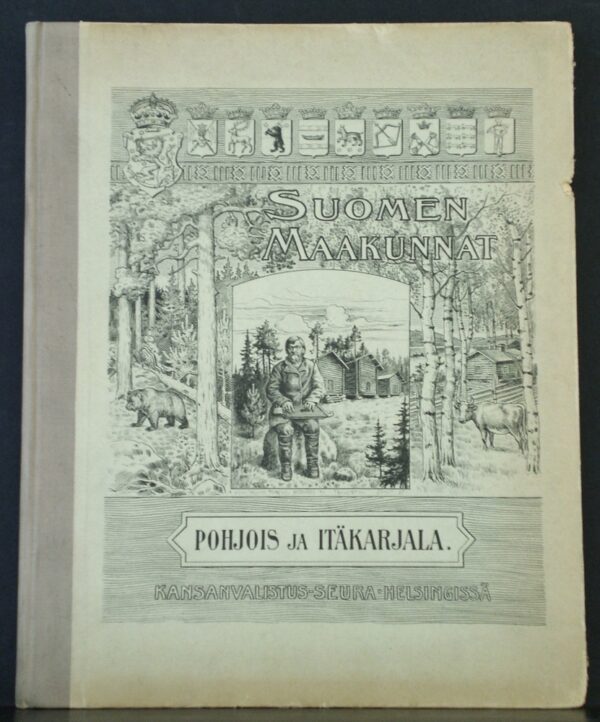 SUOMEN
MAAKUNNAT
POHJOIS JA ITÄKARJALA.
KANSANVALISTUS-SEURA-HELSINGISSÄ